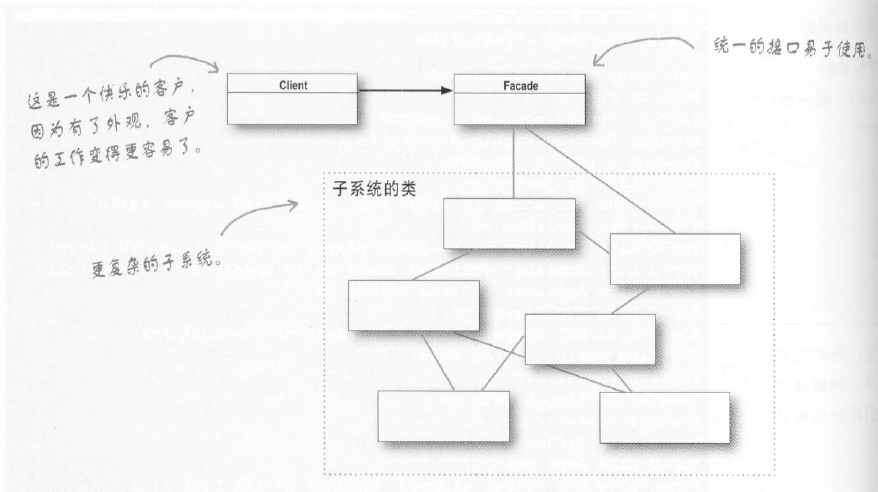 统一的接口易于使用。
Client
Facade
这是一个快乐的客户，
因为有了外观，客户
的工作变得更容易了。
子系统的类
更复杂的子系统。